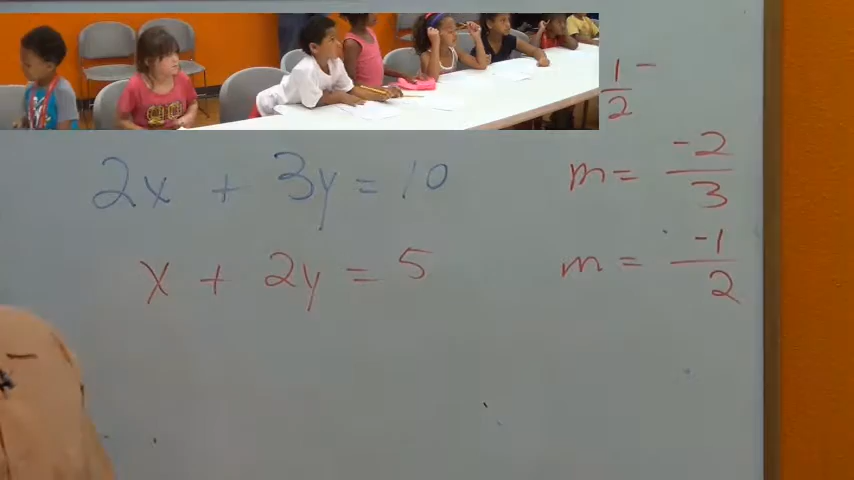 1/2 -
2x + 3y = 10
m = -2/3
x + 2y = 5
m = -1/2